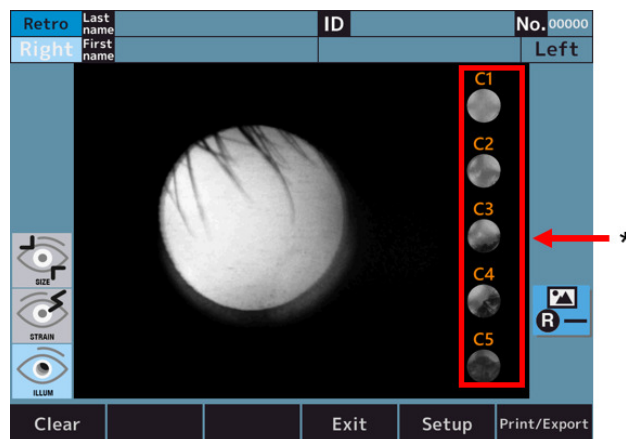 Retro Last name ID No. 00000
Right First name Left
C1
C2
C3
*
C4
C5
SIZE
STRAIN
ILLUM
R
Clear Exit Setup Print/Export